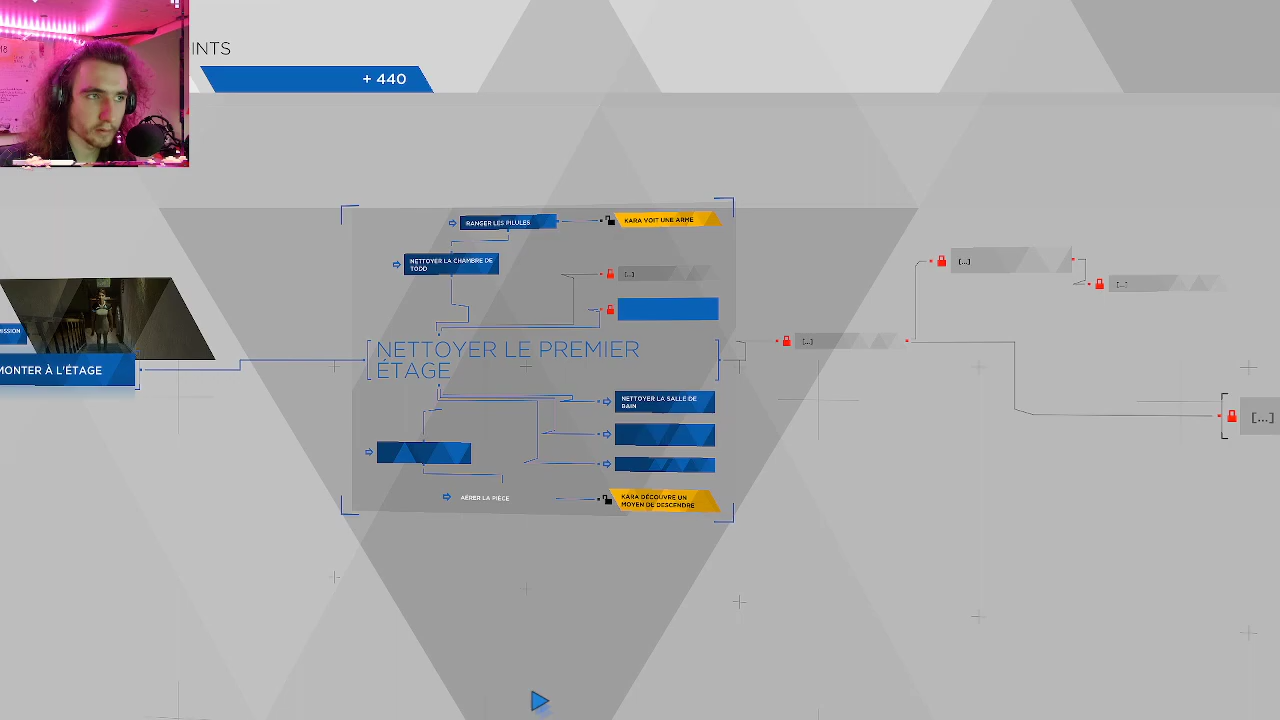 INTS
+ 440
RANGER LES PILULES
KARA VOIT UNE ARME
NETTOYER LA CHAMBRE DE
TODD
[...]
[...]
[...]
MISSION
MONTER À L'ÉTAGE
NETTOYER LE PREMIER
ÉTAGE
[...]
NETTOYER LA SALLE DE
BAIN
[...]
AÉRER LA PIÈCE
KARA DÉCOUVRE UN
MOYEN DE DESCENDRE